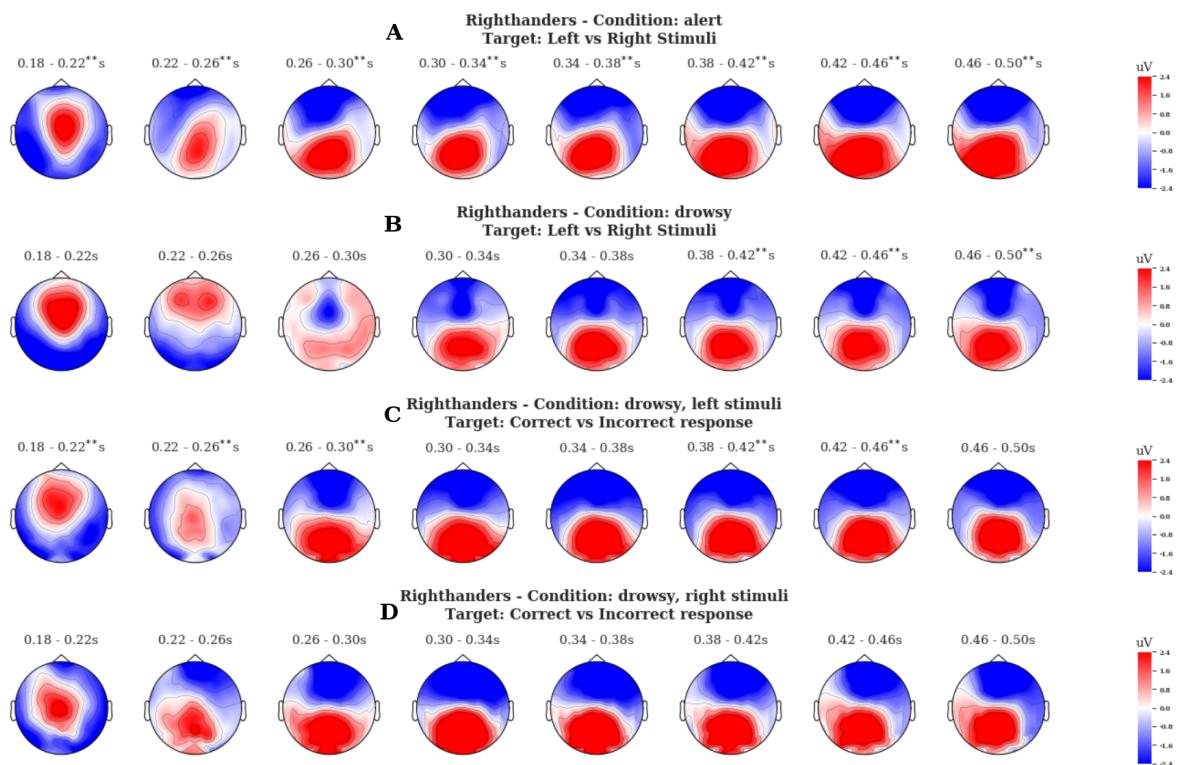 A
Righthanders - Condition: alert
Target: Left vs Right Stimuli
0.18 - 0.22**s 0.22 - 0.26**s 0.26 - 0.30**s 0.30 - 0.34**s 0.34 - 0.38**s 0.38 - 0.42**s 0.42 - 0.46**s 0.46 - 0.50**s
uV
2.4
1.6
0.8
0.0
-0.8
-1.6
-2.4
B
Righthanders - Condition: drowsy
Target: Left vs Right Stimuli
0.18 - 0.22s 0.22 - 0.26s 0.26 - 0.30s 0.30 - 0.34s 0.34 - 0.38s 0.38 - 0.42**s 0.42 - 0.46**s 0.46 - 0.50**s
uV
2.4
1.6
0.8
0.0
-0.8
-1.6
-2.4
C
Righthanders - Condition: drowsy, left stimuli
Target: Correct vs Incorrect response
0.18 - 0.22**s 0.22 - 0.26**s 0.26 - 0.30**s 0.30 - 0.34s 0.34 - 0.38s 0.38 - 0.42**s 0.42 - 0.46**s 0.46 - 0.50s
uV
2.4
1.6
0.8
0.0
-0.8
-1.6
-2.4
D
Righthanders - Condition: drowsy, right stimuli
Target: Correct vs Incorrect response
0.18 - 0.22s 0.22 - 0.26s 0.26 - 0.30s 0.30 - 0.34s 0.34 - 0.38s 0.38 - 0.42s 0.42 - 0.46s 0.46 - 0.50s
uV
2.4
1.6
0.8
0.0
-0.8
-1.6
-2.4